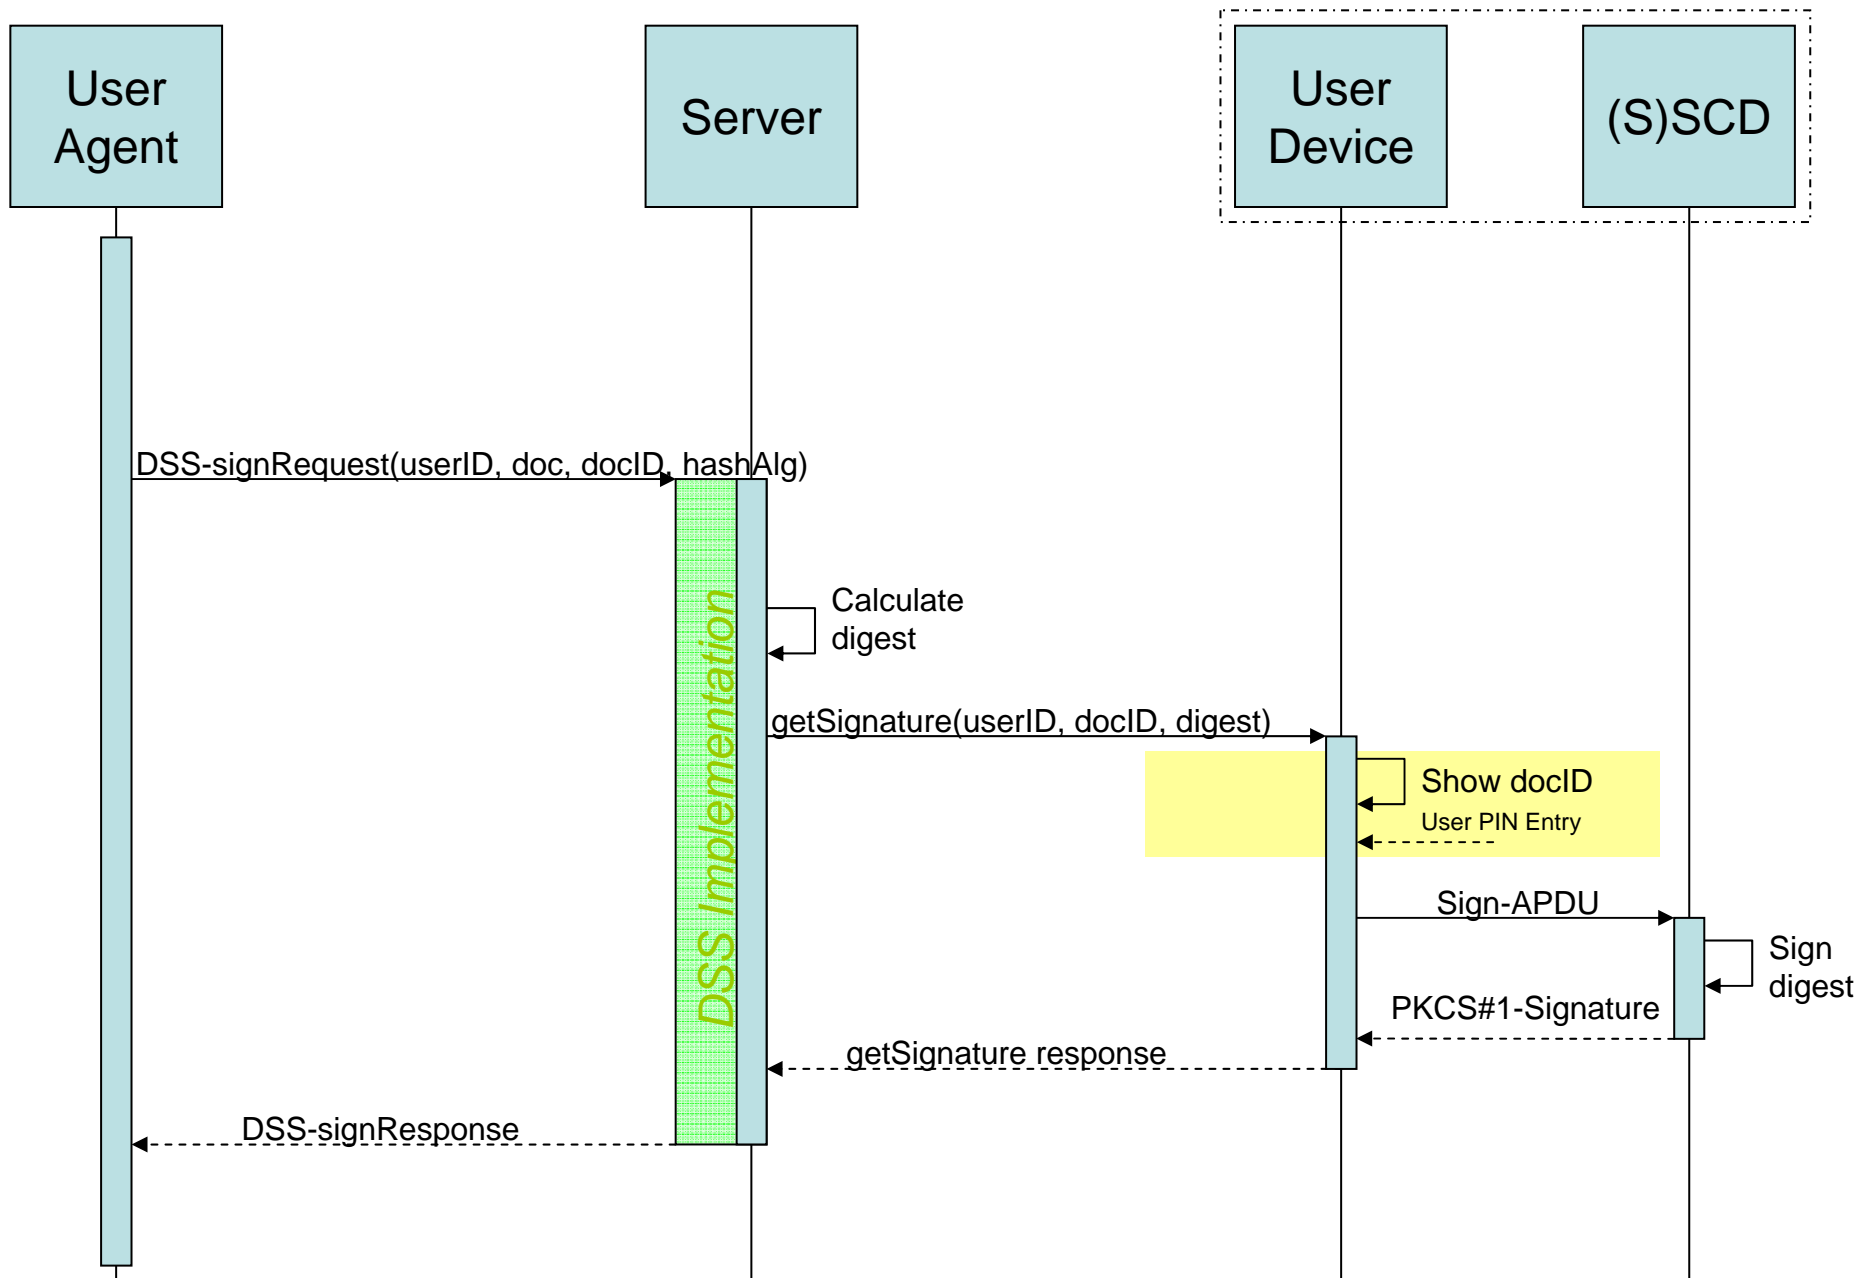 User
Agent
Server
User
Device
(S)SCD
DSS-signRequest(userID, doc, docID, hashAlg)
Calculate
digest
DSS Implementation
getSignature(userID, docID, digest)
Show docID
User PIN Entry
Sign-APDU
Sign
digest
PKCS#1-Signature
getSignature response
DSS-signResponse